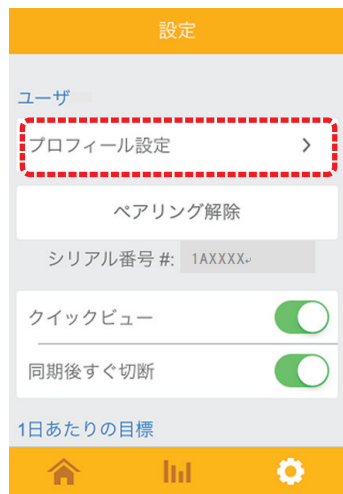 設定
ユーザ
プロフィール設定 >
ペアリング解除
シリアル番号 #: 1AXXXX↵
クイックビュー
同期後すぐ切断
1日あたりの目標